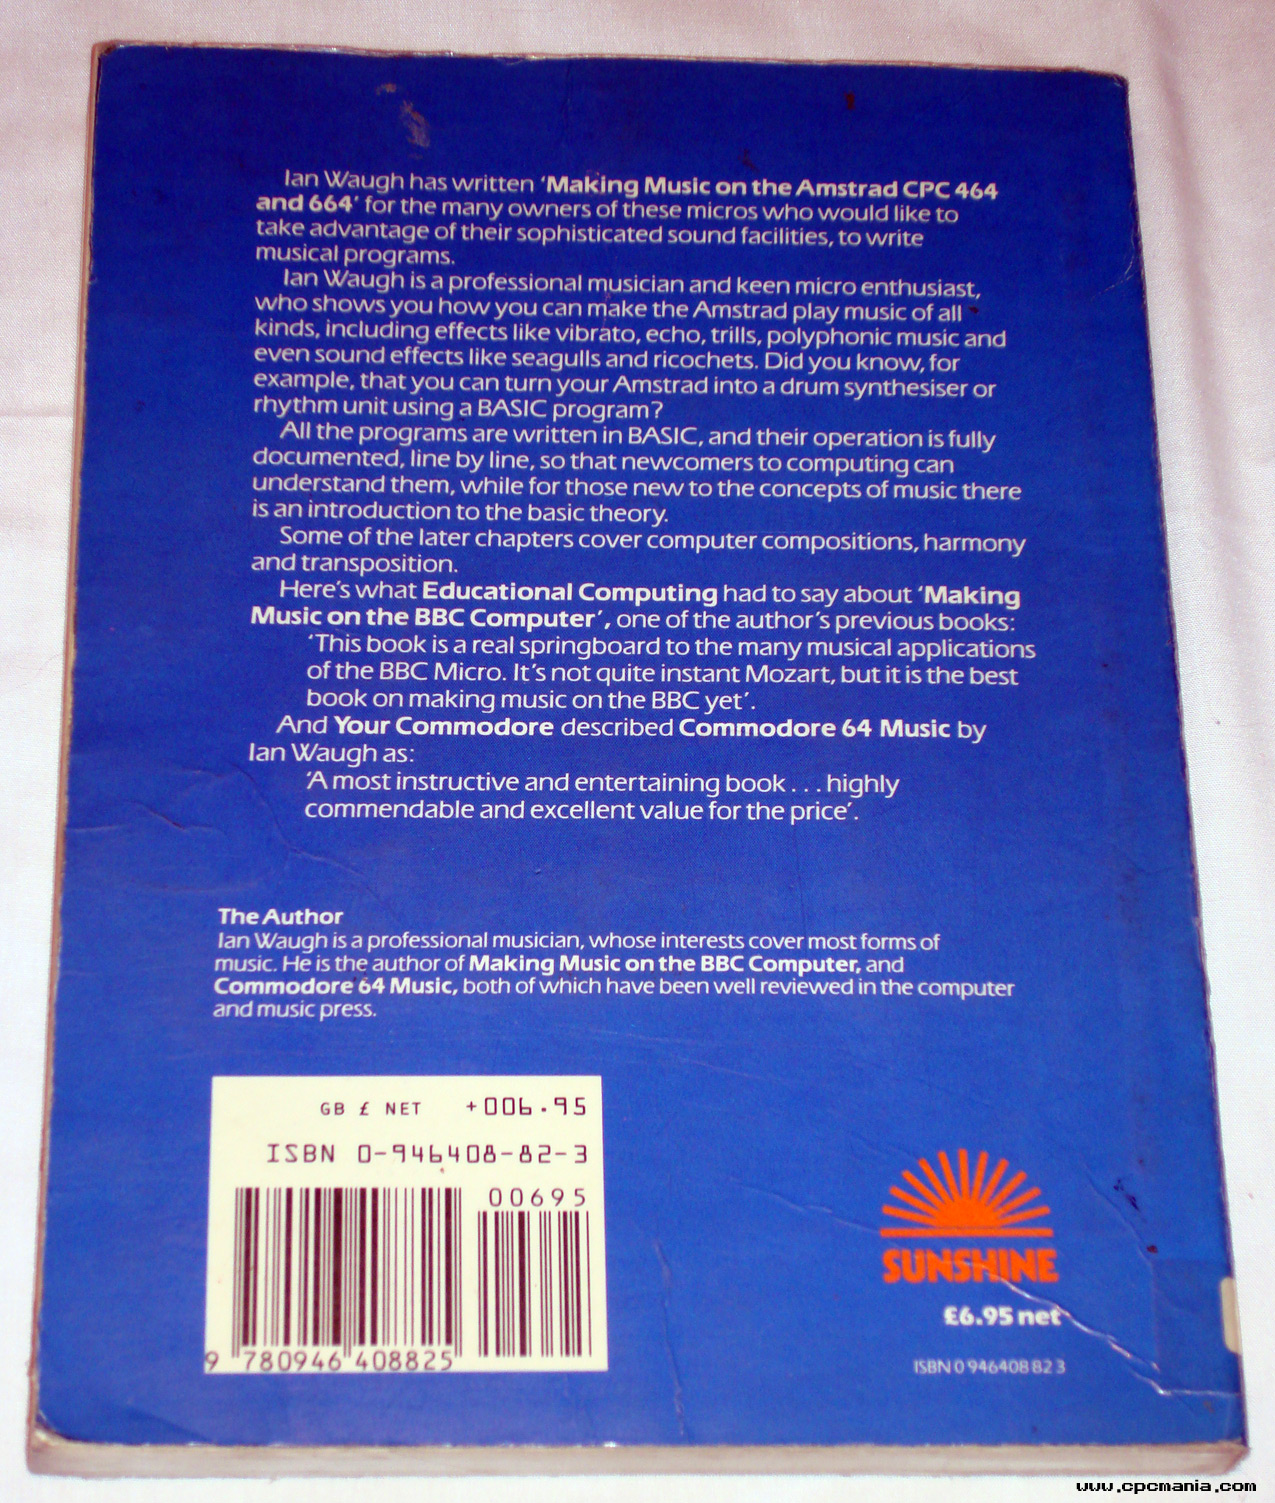 Ian Waugh has written ‘Making Music on the Amstrad CPC 464
and 664’ for the many owners of these micros who would like to
take advantage of their sophisticated sound facilities, to write
musical programs.
Ian Waugh is a professional musician and keen micro enthusiast,
who shows you how you can make the Amstrad play music of all
kinds, including effects like vibrato, echo, trills, polyphonic music and
even sound effects like seagulls and ricochets. Did you know, for
example, that you can turn your Amstrad into a drum synthesiser or
rhythm unit using a BASIC program?
All the programs are written in BASIC, and their operation is fully
documented, line by line, so that newcomers to computing can
understand them, while for those new to the concepts of music there
is an introduction to the basic theory.
Some of the later chapters cover computer compositions, harmony
and transposition.
Here's what Educational Computing had to say about ‘Making
Music on the BBC Computer’, one of the author's previous books:
‘This book is a real springboard to the many musical applications
of the BBC Micro. It's not quite instant Mozart, but it is the best
book on making music on the BBC yet’.
And Your Commodore described Commodore 64 Music by
Ian Waugh as:
‘A most instructive and entertaining book . . . highly
commendable and excellent value for the price’.
The Author
Ian Waugh is a professional musician, whose interests cover most forms of
music. He is the author of Making Music on the BBC Computer, and
Commodore 64 Music, both of which have been well reviewed in the computer
and music press.
GB £ NET +006.95
ISBN 0-946408-82-3
00695
9 780946 408825
SUNSHINE
£6.95 net
ISBN 0 946408 82 3
www.cpcmania.com